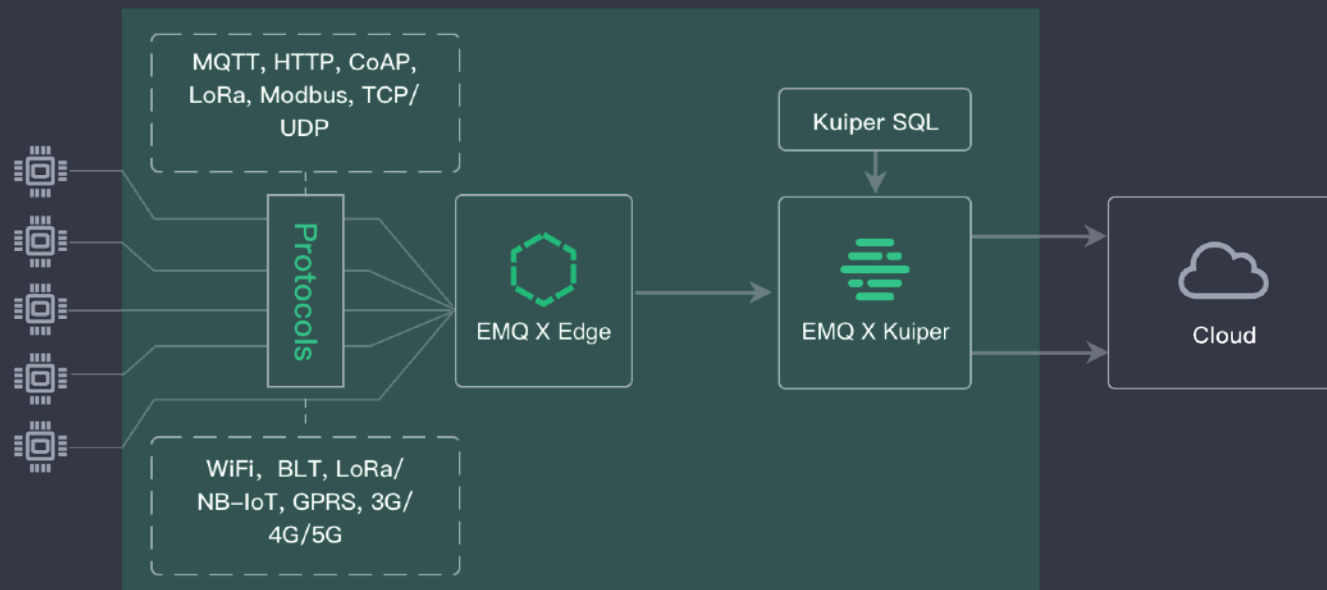 MQTT, HTTP, CoAP,
LoRa, Modbus, TCP/
UDP
Kuiper SQL
Protocols
EMQ X Edge
EMQ X Kuiper
Cloud
WiFi, BLT, LoRa/
NB-IoT, GPRS, 3G/
4G/5G